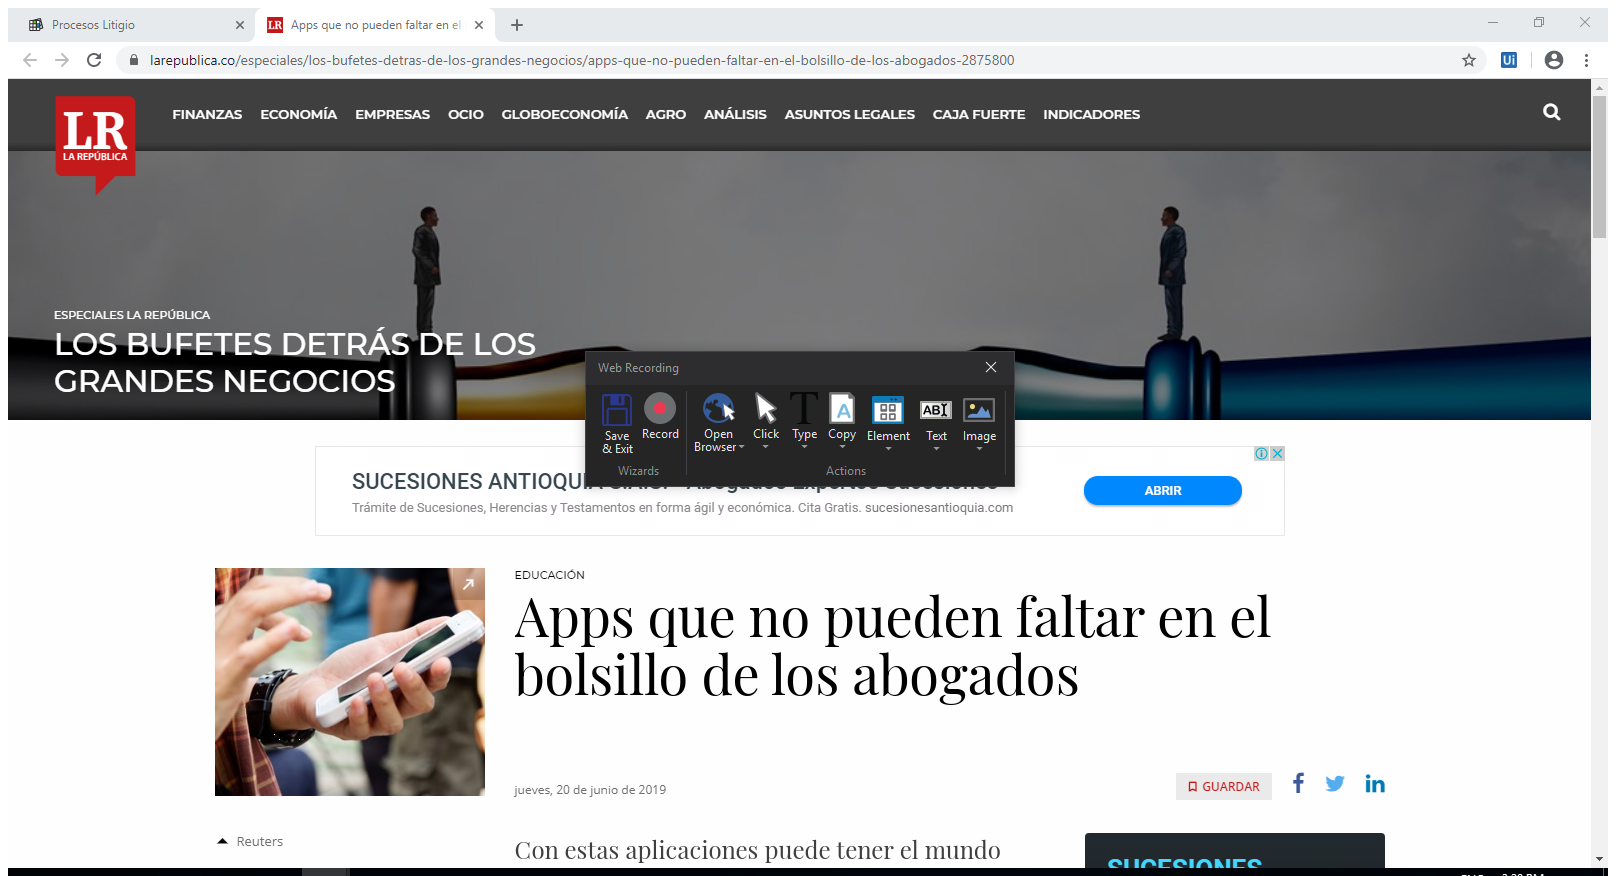 Procesos Litigio
LR Apps que no pueden faltar en el
larepublica.co/especiales/los-bufetes-detras-de-los-grandes-negocios/apps-que-no-pueden-faltar-en-el-bolsillo-de-los-abogados-2875800
Ui
LR
LA REPÚBLICA
FINANZAS ECONOMÍA EMPRESAS OCIO GLOBOECONOMÍA AGRO ANÁLISIS ASUNTOS LEGALES CAJA FUERTE INDICADORES
ESPECIALES LA REPÚBLICA
LOS BUFETES DETRÁS DE LOS
GRANDES NEGOCIOS
Web Recording
Save
& Exit
Record
Open
Browser
Click
Type
Copy
Element
Text
Image
Wizards
Actions
SUCESIONES ANTIOQUIA S.A.S. - Abogados Expertos Sucesiones
Trámite de Sucesiones, Herencias y Testamentos en forma ágil y económica. Cita Gratis. sucesionesantioquia.com
ABRIR
EDUCACIÓN
Apps que no pueden faltar en el
bolsillo de los abogados
jueves, 20 de junio de 2019
GUARDAR
Reuters
Con estas aplicaciones puede tener el mundo
SUCESIONES